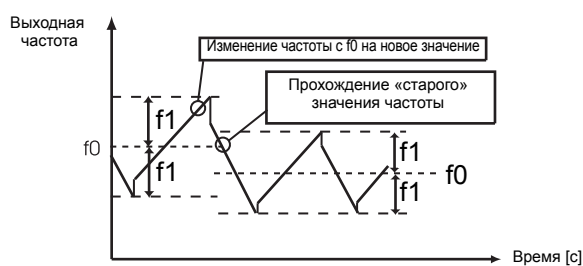 Выходная
частота
Изменение частоты с f0 на новое значение
Прохождение «старого»
значения частоты
f1
f0
f1
f1
f0
f1
Время [с]